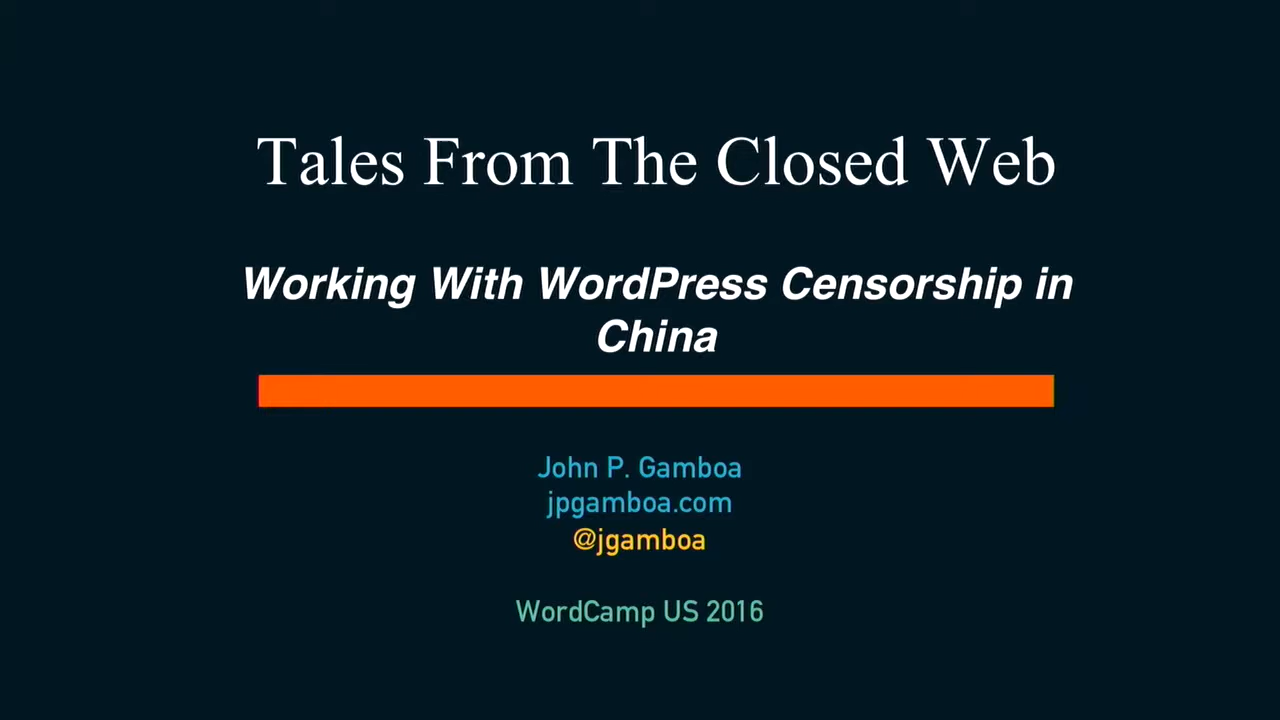 Tales From The Closed Web
Working With WordPress Censorship in
China
John P. Gamboa
jpgamboa.com
@jgamboa
WordCamp US 2016